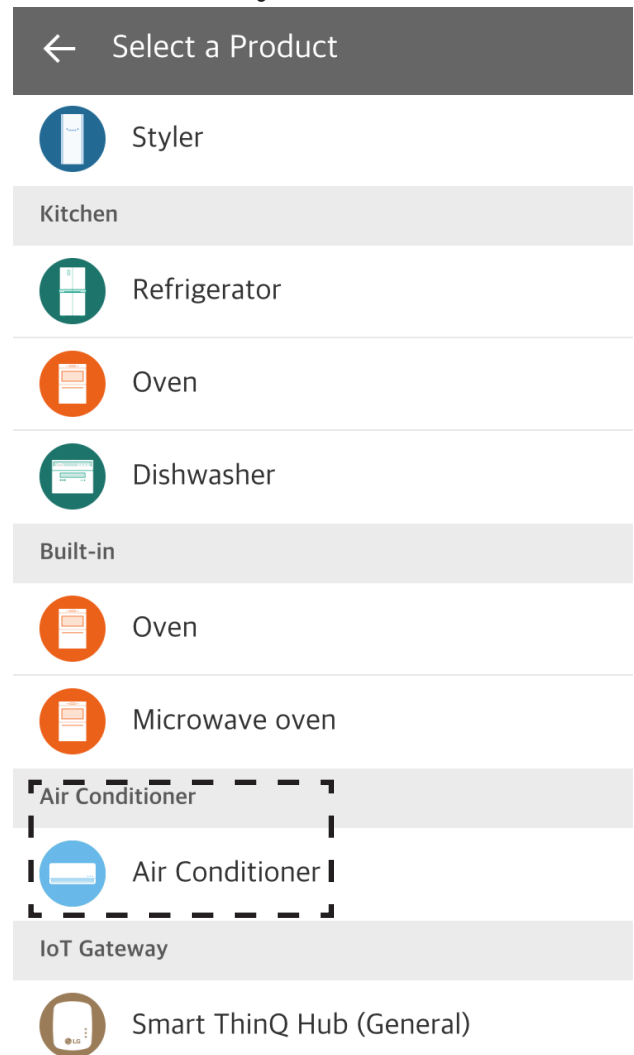 Select a Product
Styler
Kitchen
Refrigerator
Oven
Dishwasher
Built-in
Oven
Microwave oven
Air Conditioner
Air Conditioner
IoT Gateway
LG
Smart ThinQ Hub (General)